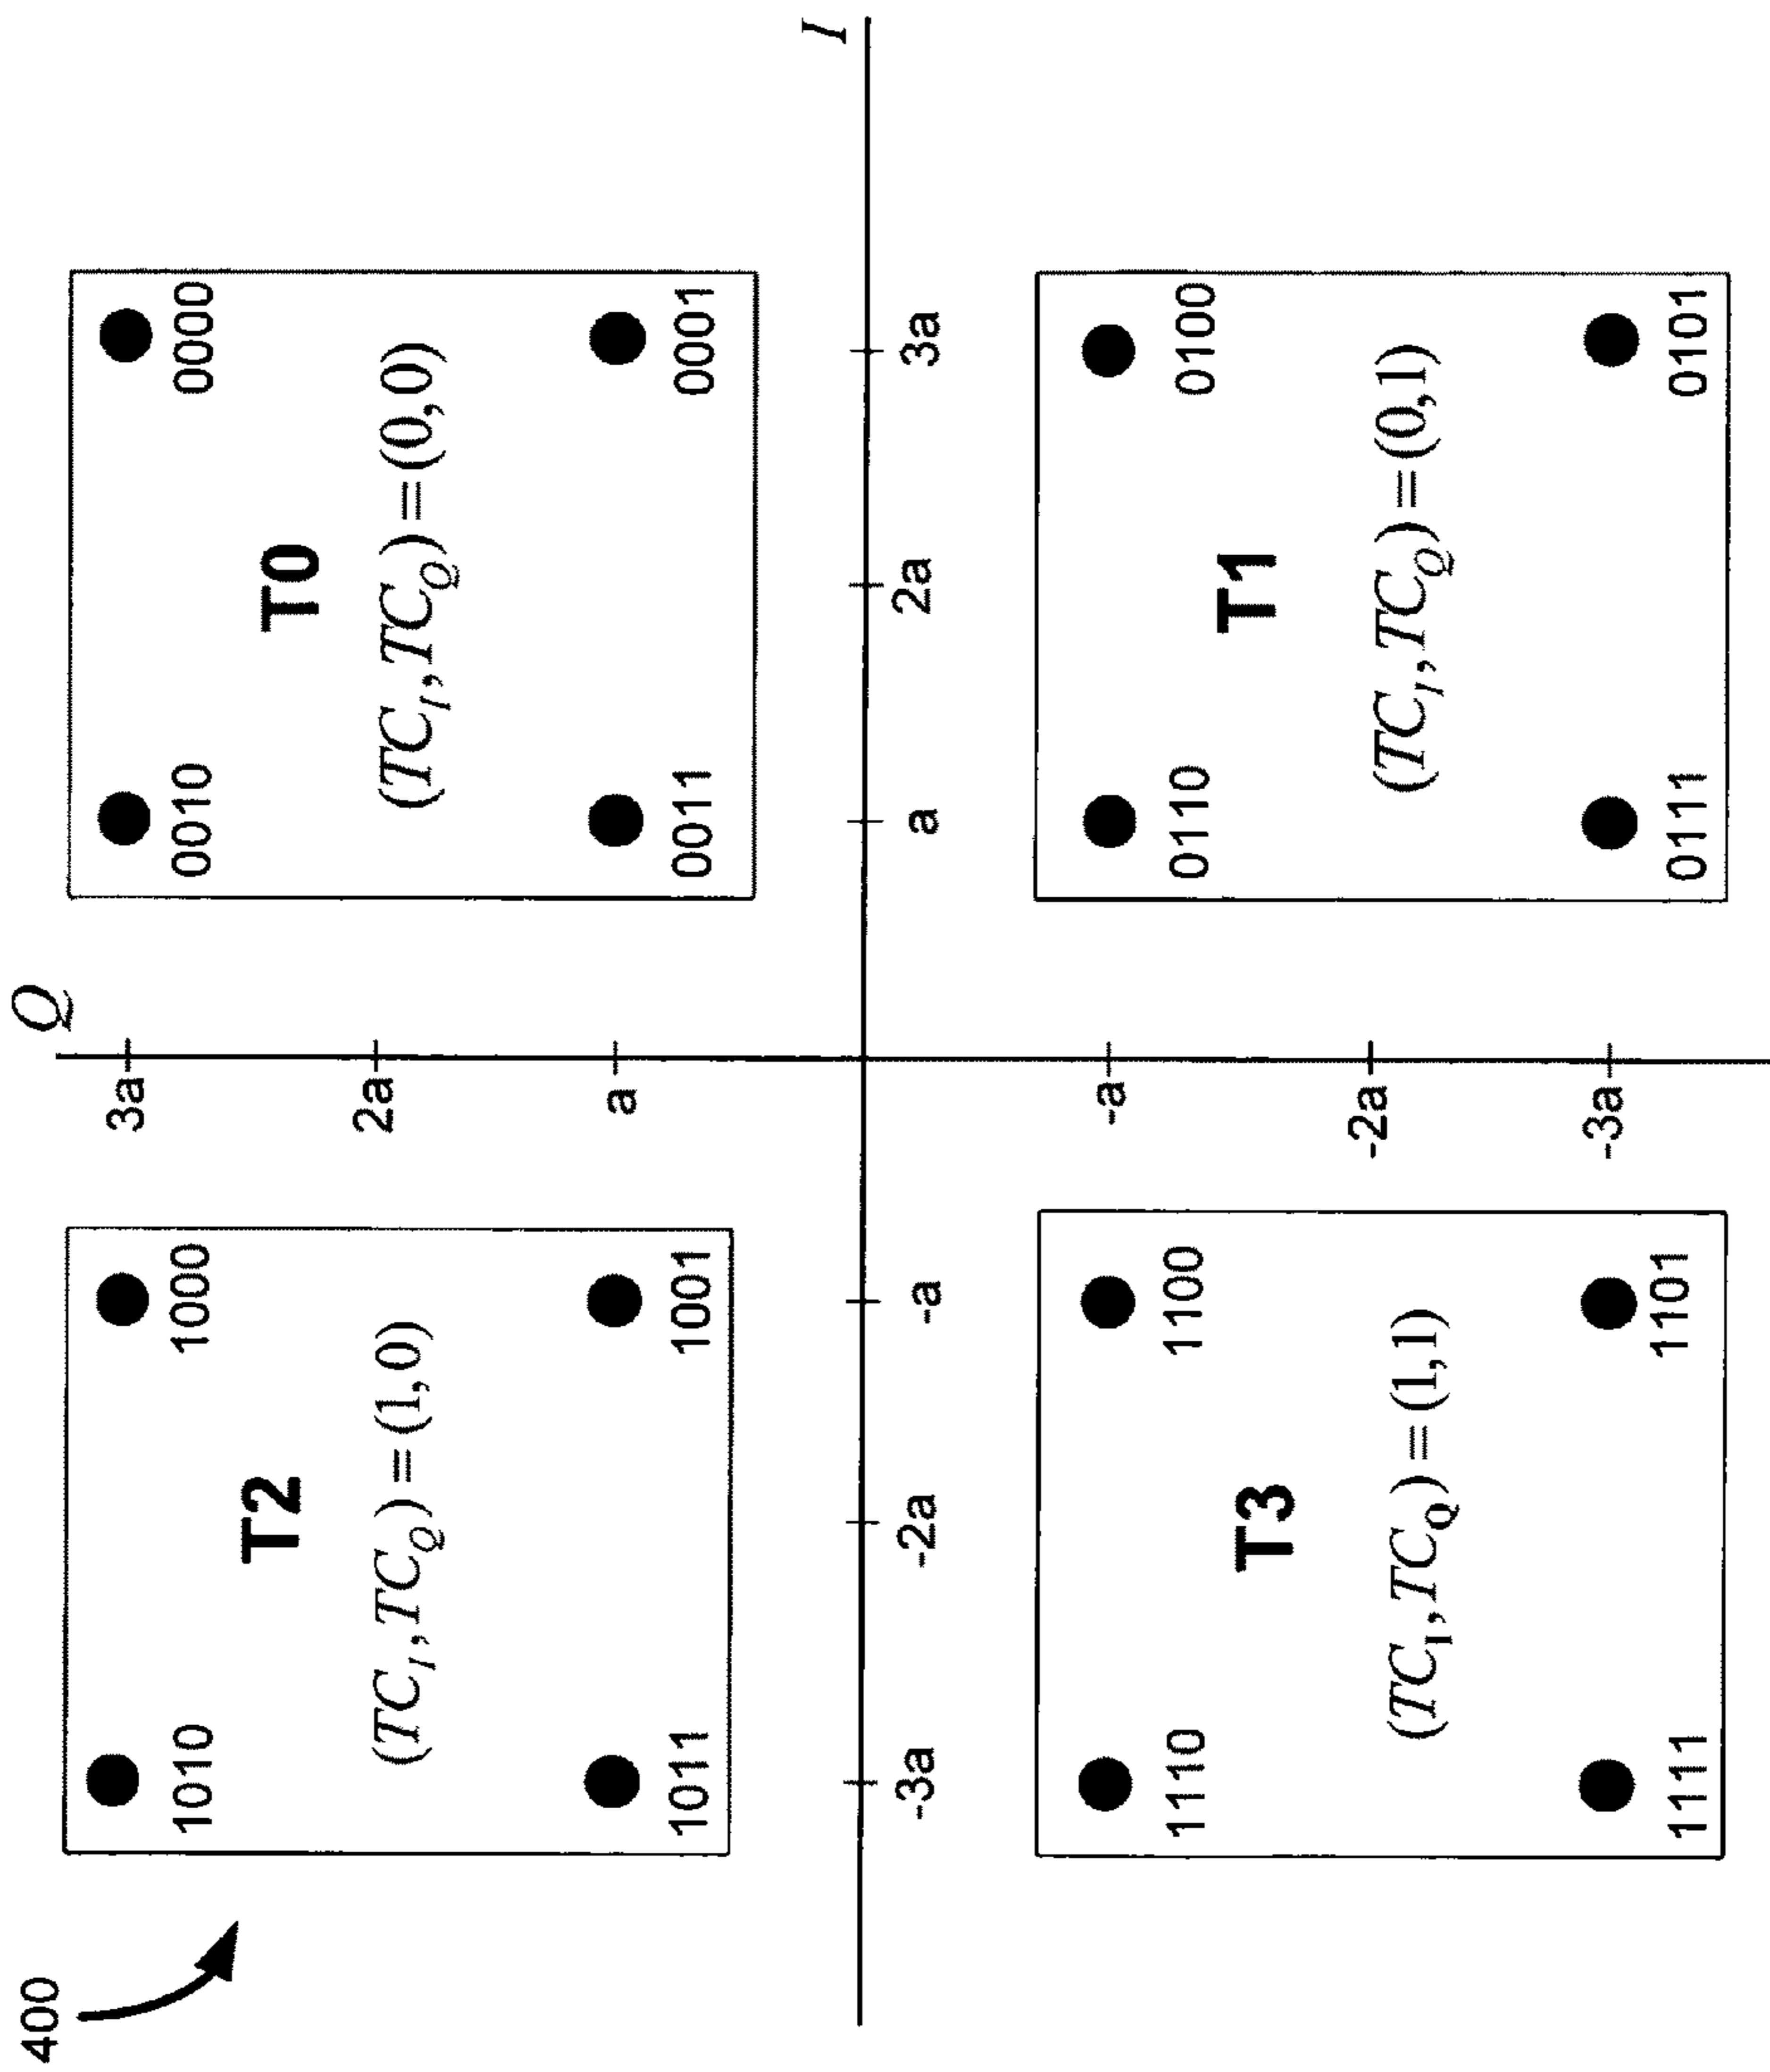 400
Q
I
1010
1000
0010
0000
T2
T0
(TC_I,TC_Q)=(1,0)
(TC_I,TC_Q)=(0,0)
1011
1001
0011
0001
3a
2a
a
-3a
-2a
-a
a
2a
3a
-a
-2a
-3a
1110
1100
0110
0100
T3
T1
(TC_I,TC_Q)=(1,1)
(TC_I,TC_Q)=(0,1)
1111
1101
0111
0101